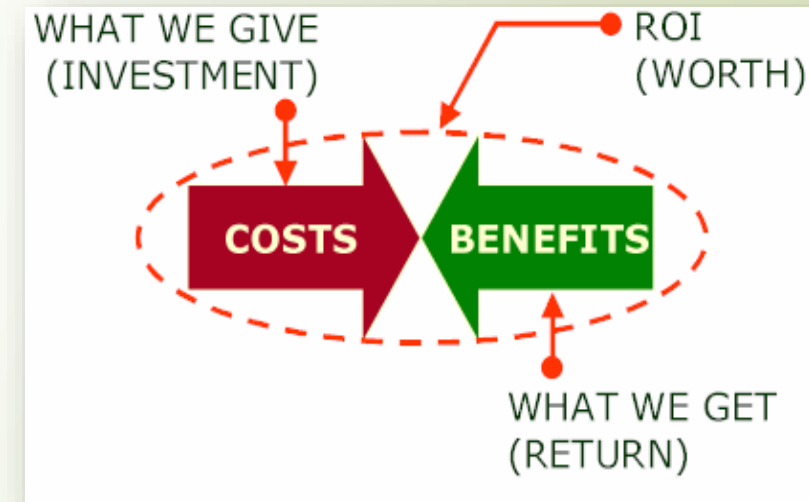 WHAT WE GIVE
(INVESTMENT)
ROI
(WORTH)
COSTS
BENEFITS
WHAT WE GET
(RETURN)